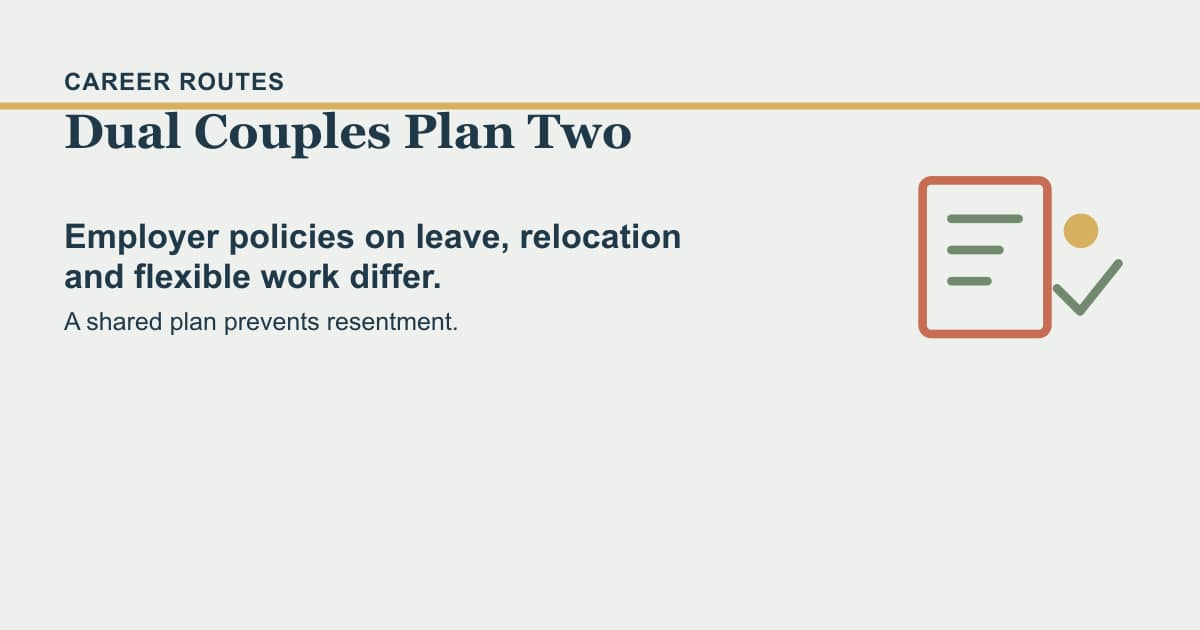 CAREER ROUTES
Dual Couples Plan Two
Employer policies on leave, relocation
and flexible work differ.
A shared plan prevents resentment.